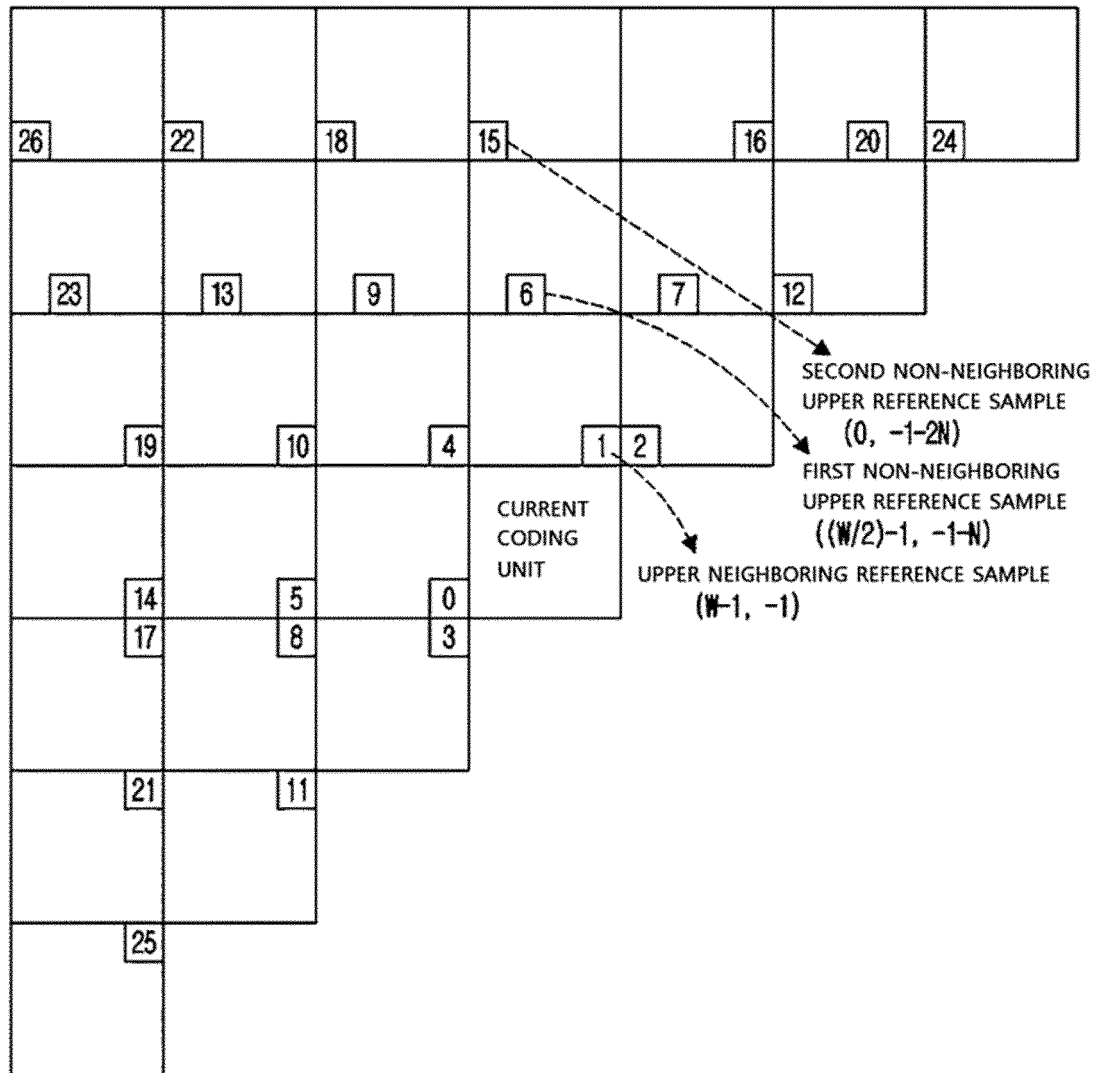 26 22 18 15 16 20 24
23 13 9 6 7 12
SECOND NON-NEIGHBORING
UPPER REFERENCE SAMPLE
(0, -1-2N)
19 10 4 1 2
FIRST NON-NEIGHBORING
UPPER REFERENCE SAMPLE
((W/2)-1, -1-N)
CURRENT
CODING
UNIT
UPPER NEIGHBORING REFERENCE SAMPLE
(W-1, -1)
14 5 0
17 8 3
21 11
25